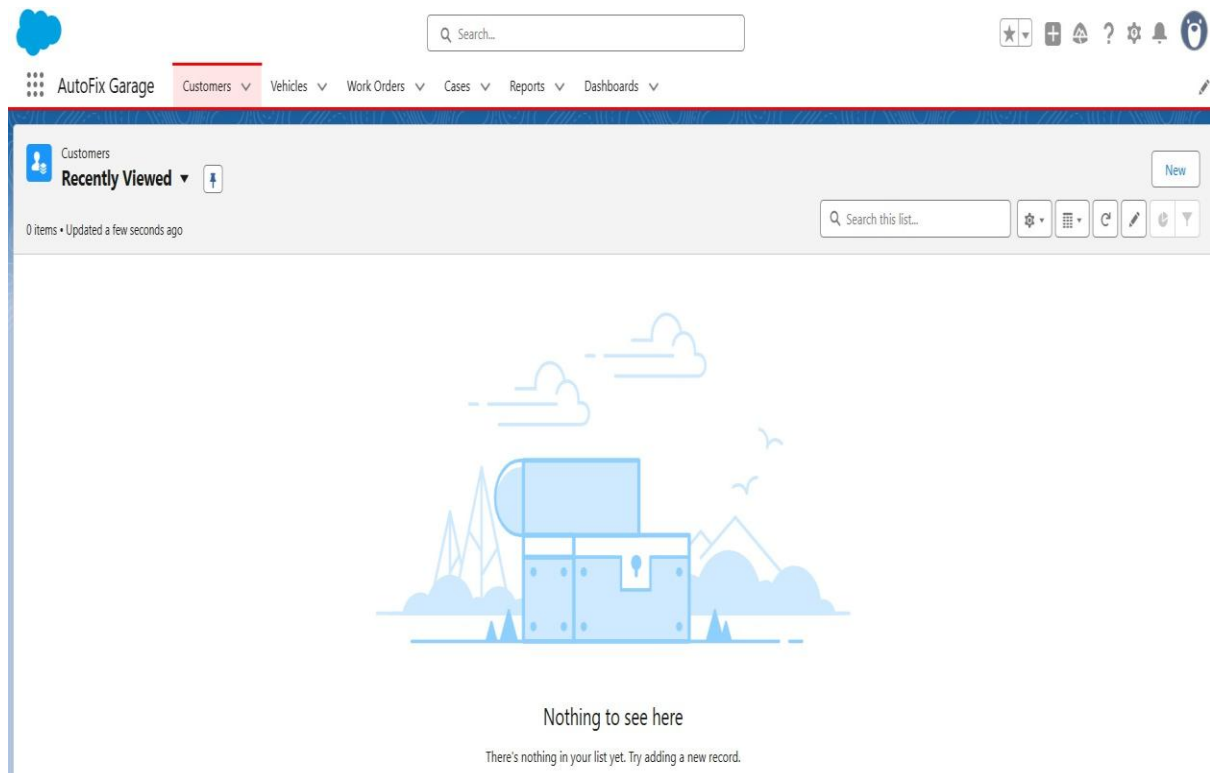 Search...
AutoFix Garage Customers Vehicles Work Orders Cases Reports Dashboards
Customers
Recently Viewed
New
0 items • Updated a few seconds ago
Search this list...
Nothing to see here
There's nothing in your list yet. Try adding a new record.